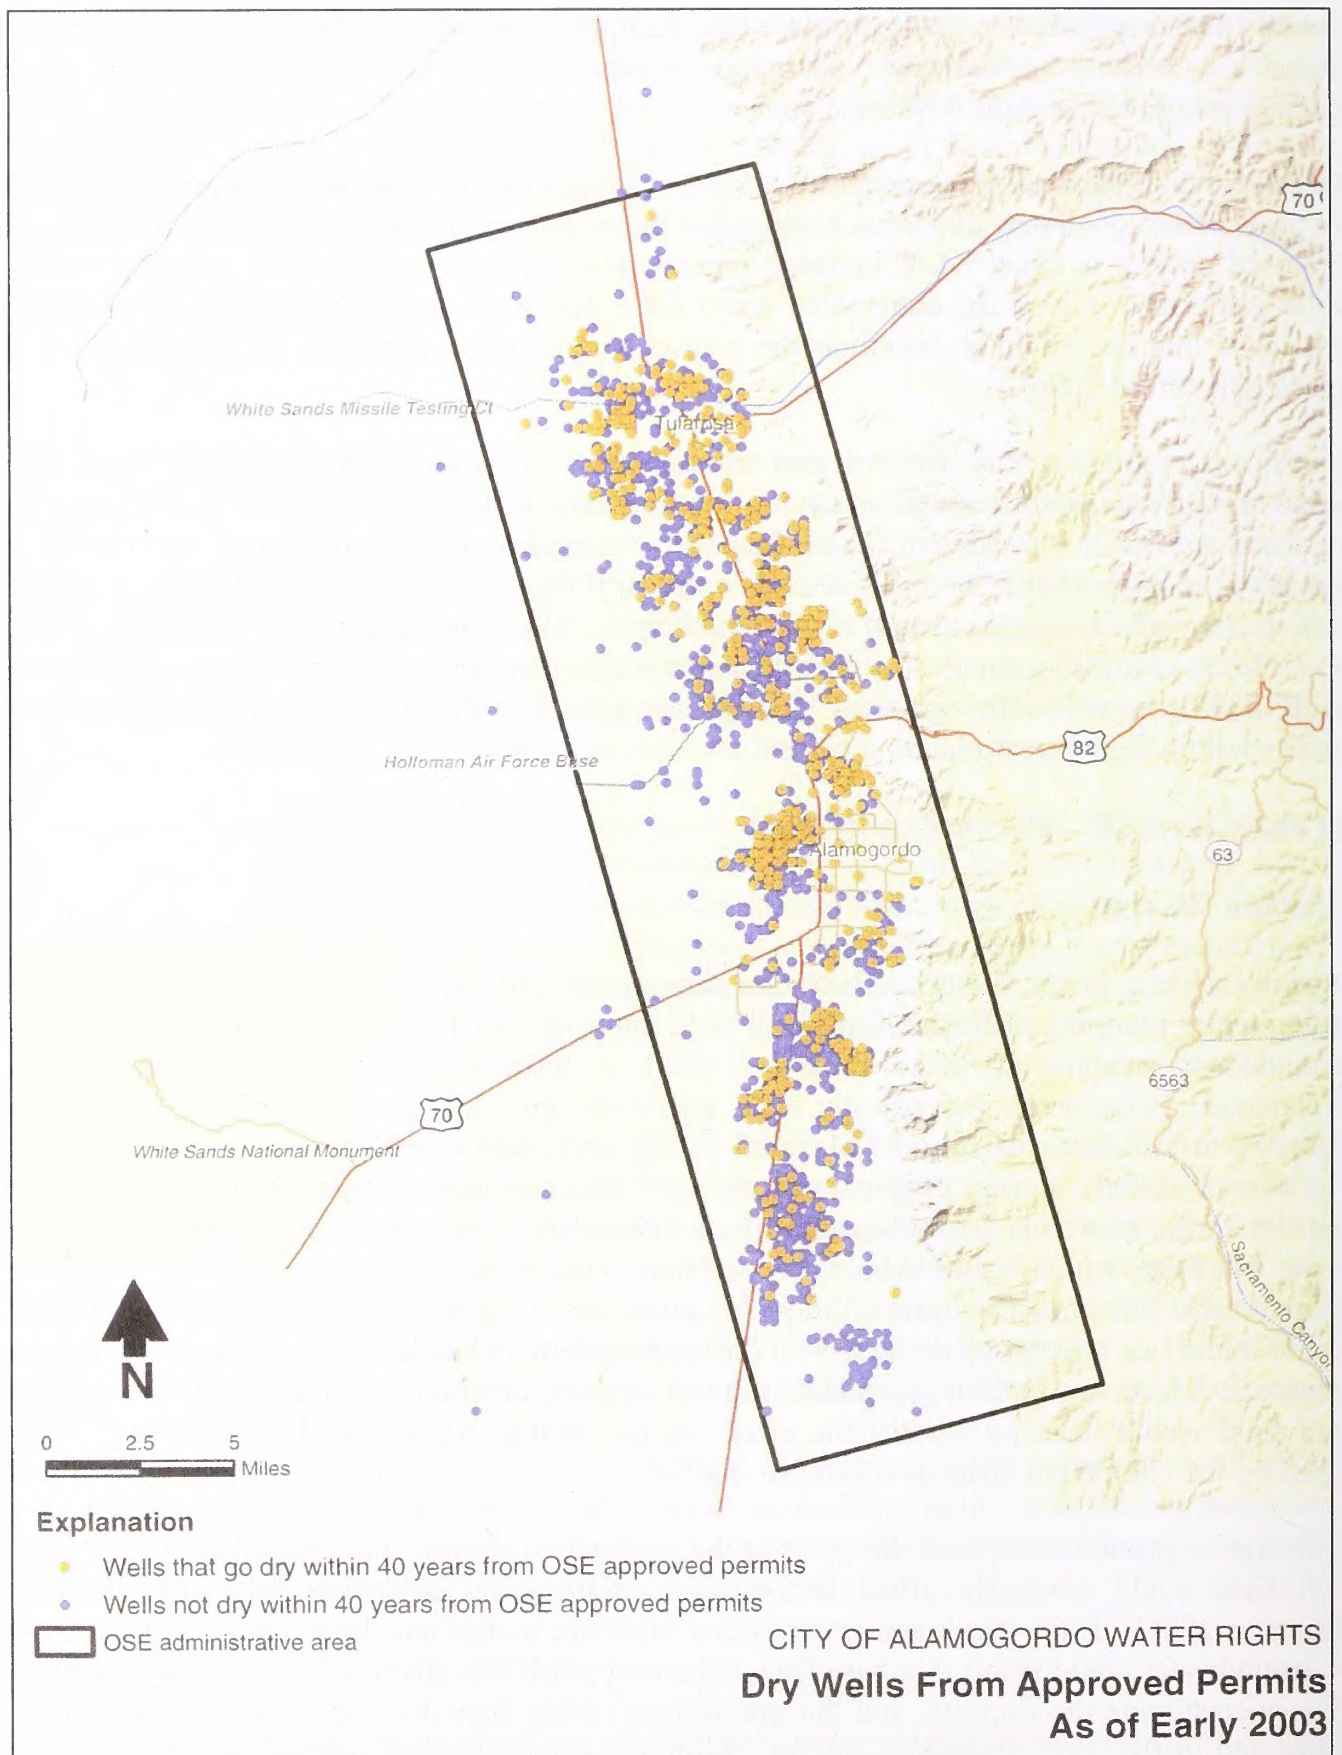 70
White Sands Missile Testing Ct
Tularosa
Holloman Air Force Base
82
Alamogordo
63
6563
70
White Sands National Monument
Sacramento Canyon
N
0 2.5 5
Miles
Explanation
Wells that go dry within 40 years from OSE approved permits
Wells not dry within 40 years from OSE approved permits
OSE administrative area
CITY OF ALAMOGORDO WATER RIGHTS
Dry Wells From Approved Permits
As of Early 2003